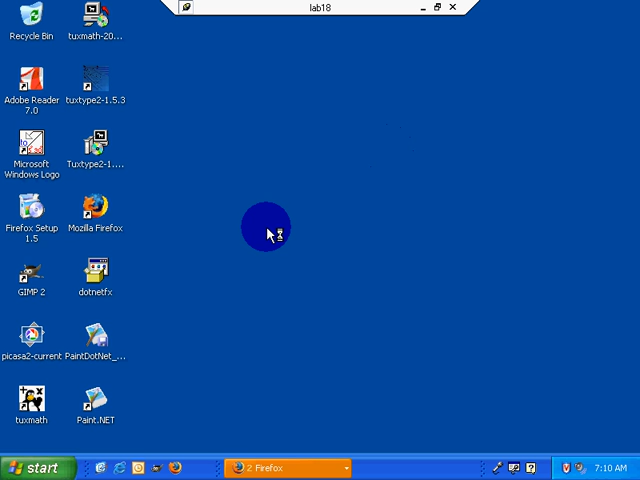 lab18
Recycle Bin
tuxmath-20...
Adobe Reader
7.0
tuxtype2-1.5.3
Microsoft
Windows Logo
Tuxtype2-1....
Firefox Setup
1.5
Mozilla Firefox
GIMP 2
dotnetfx
picasa2-current
PaintDotNet_...
tuxmath
Paint.NET
start
2 Firefox
7:10 AM